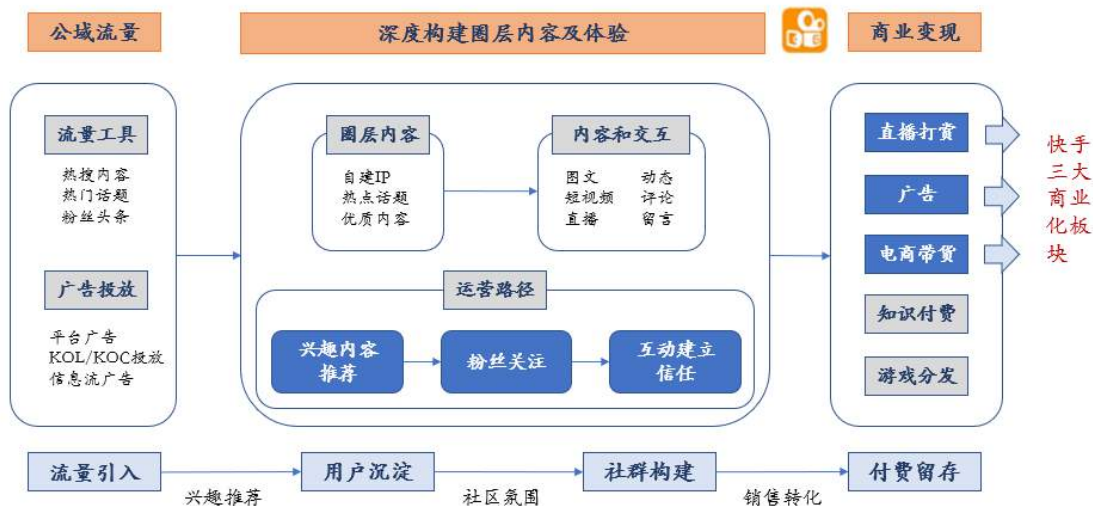 公域流量
深度构建圈层内容及体验
商业变现
流量工具
热搜内容
热门话题
粉丝头条
广告投放
平台广告
KOL/KOC投放
信息流广告
圈层内容
自建IP
热点话题
优质内容
内容和交互
图文 动态
短视频 评论
直播 留言
运营路径
兴趣内容
推荐
粉丝关注
互动建立
信任
直播打赏
广告
电商带货
知识付费
游戏分发
快手
三大
商业
化板
块
流量引入
兴趣推荐
用户沉淀
社区氛围
社群构建
销售转化
付费留存